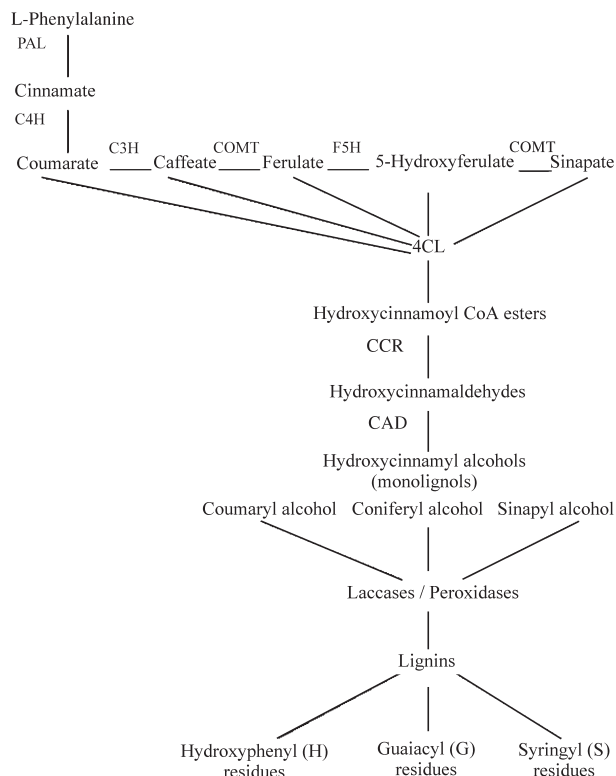 L-Phenylalanine
PAL
Cinnamate
C4H
C3H COMT F5H COMT
Coumarate Caffeate Ferulate 5-Hydroxyferulate Sinapate
4CL
Hydroxycinnamoyl CoA esters
CCR
Hydroxycinnamaldehydes
CAD
Hydroxycinnamyl alcohols
(monolignols)
Coumaryl alcohol Coniferyl alcohol Sinapyl alcohol
Laccases / Peroxidases
Lignins
Hydroxyphenyl (H) Guaiacyl (G) Syringyl (S)
residues residues residues